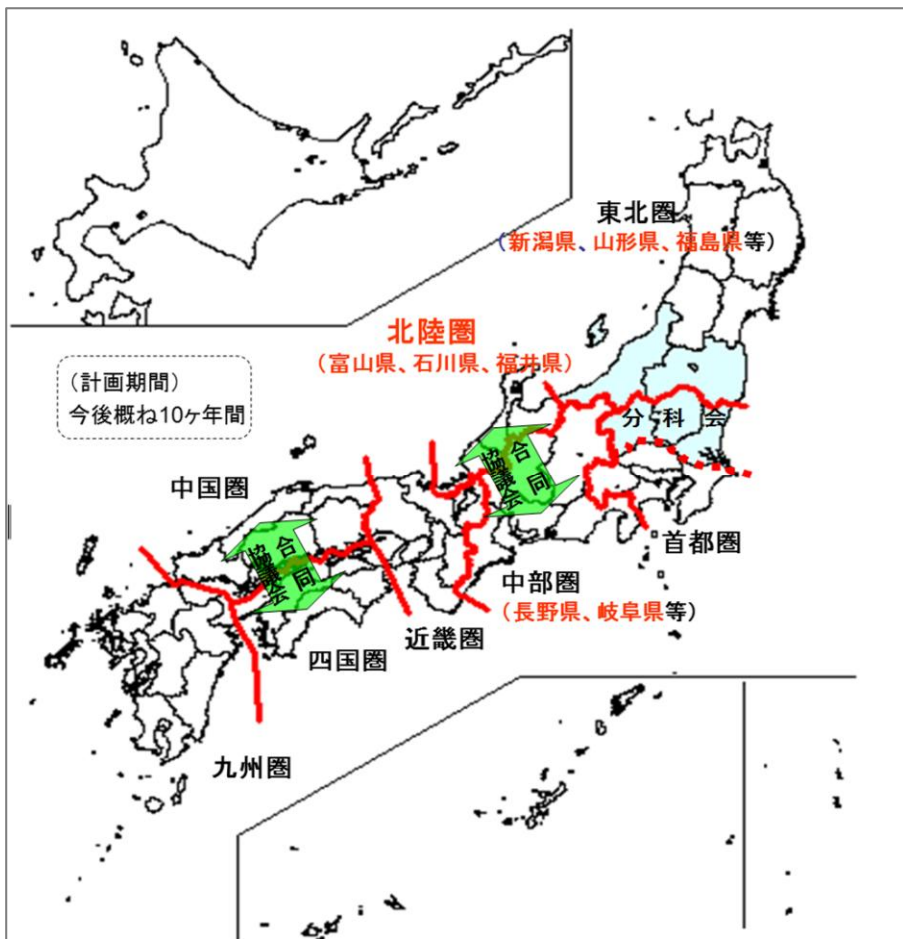 東北圏
（新潟県、山形県、福島県等）
北陸圏
（富山県、石川県、福井県）
（計画期間）
今後概ね10ヶ年間
分科会
合同
協議会
中国圏
合同
協議会
首都圏
中部圏
（長野県、岐阜県等）
近畿圏
四国圏
九州圏